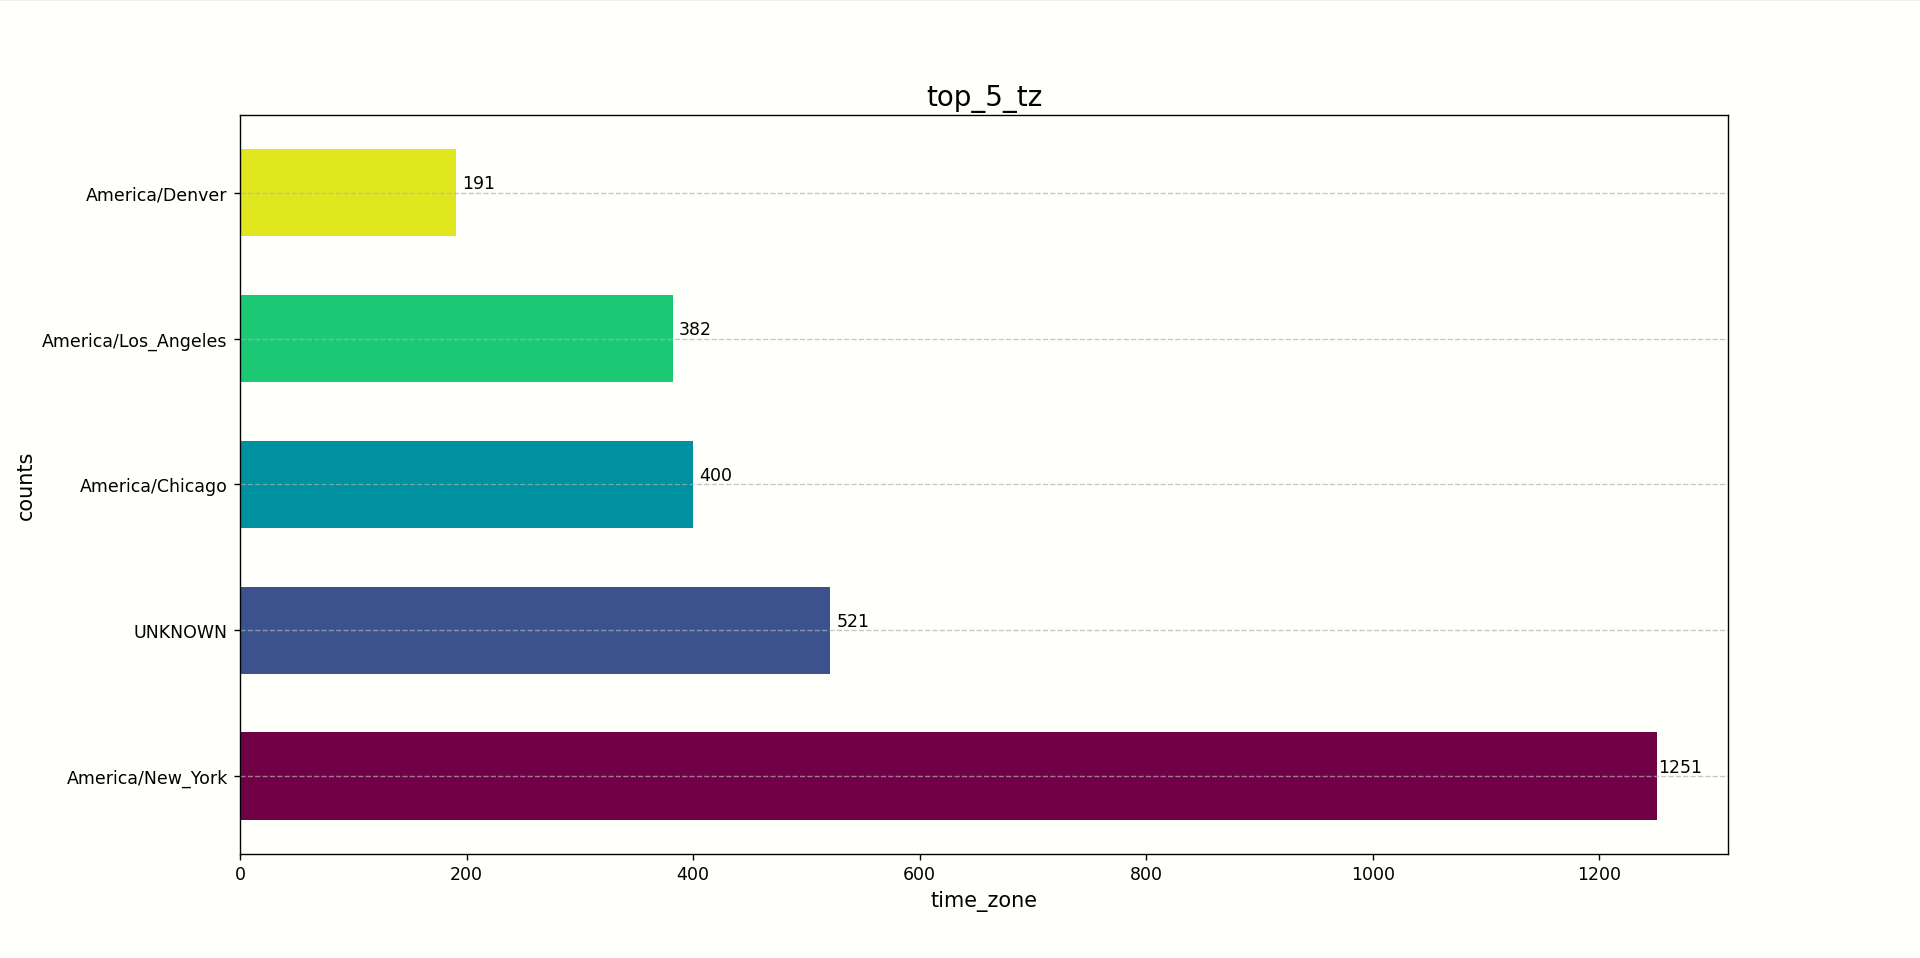 top_5_tz
America/Denver
191
America/Los_Angeles
382
America/Chicago
400
counts
UNKNOWN
521
America/New_York
1251
0 200 400 600 800 1000 1200
time_zone